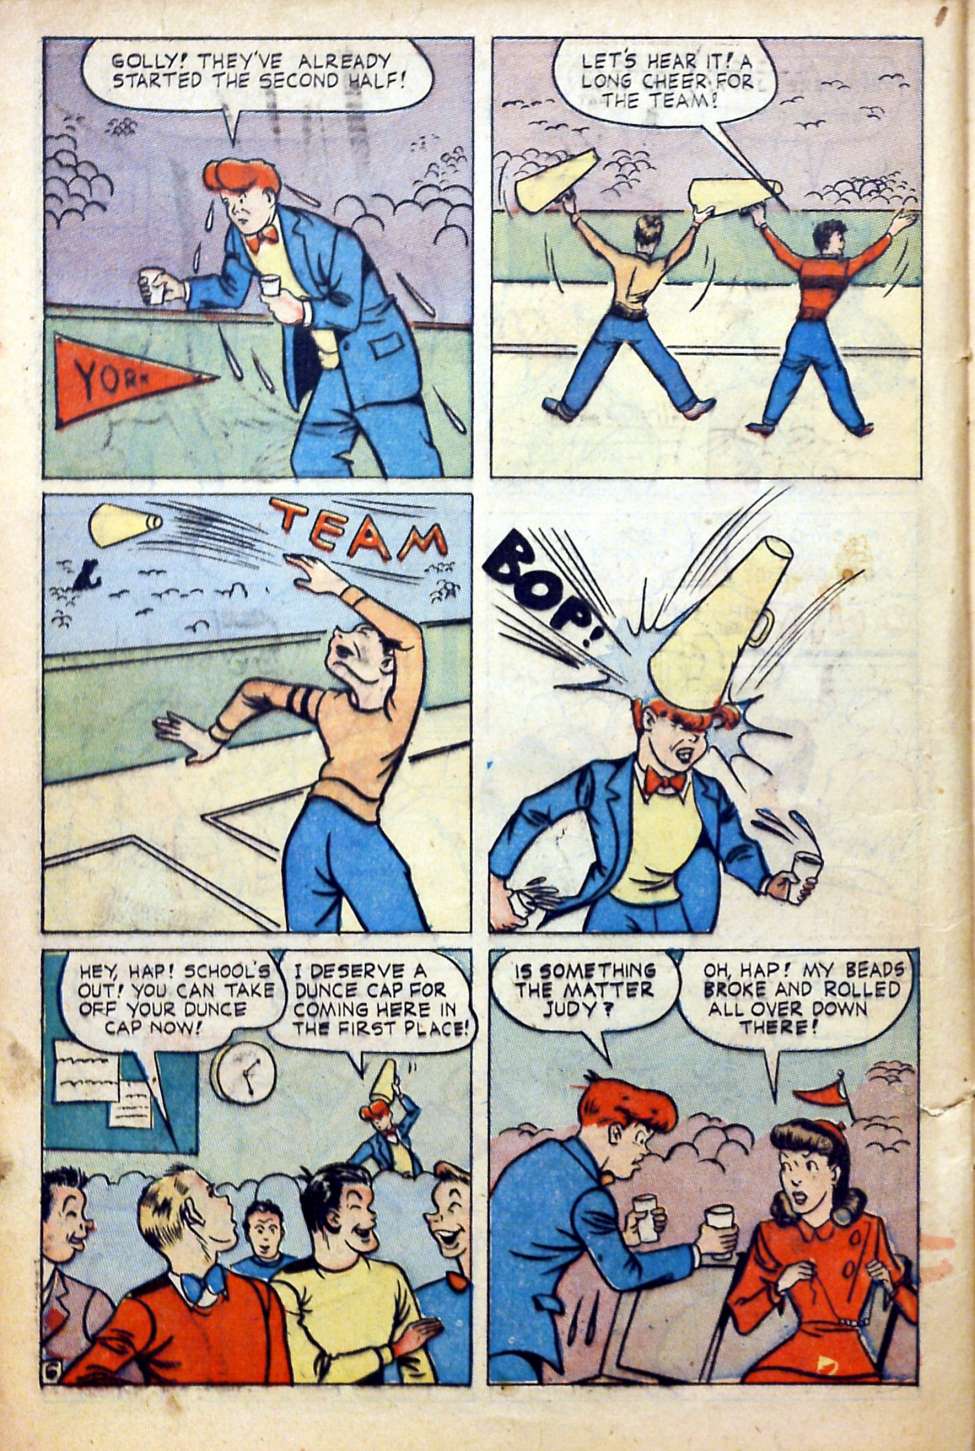 GOLLY! THEY'VE ALREADY
STARTED THE SECOND HALF!
YORK
LET'S HEAR IT! A
LONG CHEER FOR
THE TEAM!
TEAM
BOP!
HEY, HAP! SCHOOL'S
OUT! YOU CAN TAKE
OFF YOUR DUNCE
CAP NOW!
I DESERVE A
DUNCE CAP FOR
COMING HERE IN
THE FIRST PLACE!
6
IS SOMETHING
THE MATTER
JUDY?
OH, HAP! MY BEADS
BROKE AND ROLLED
ALL OVER DOWN
THERE!